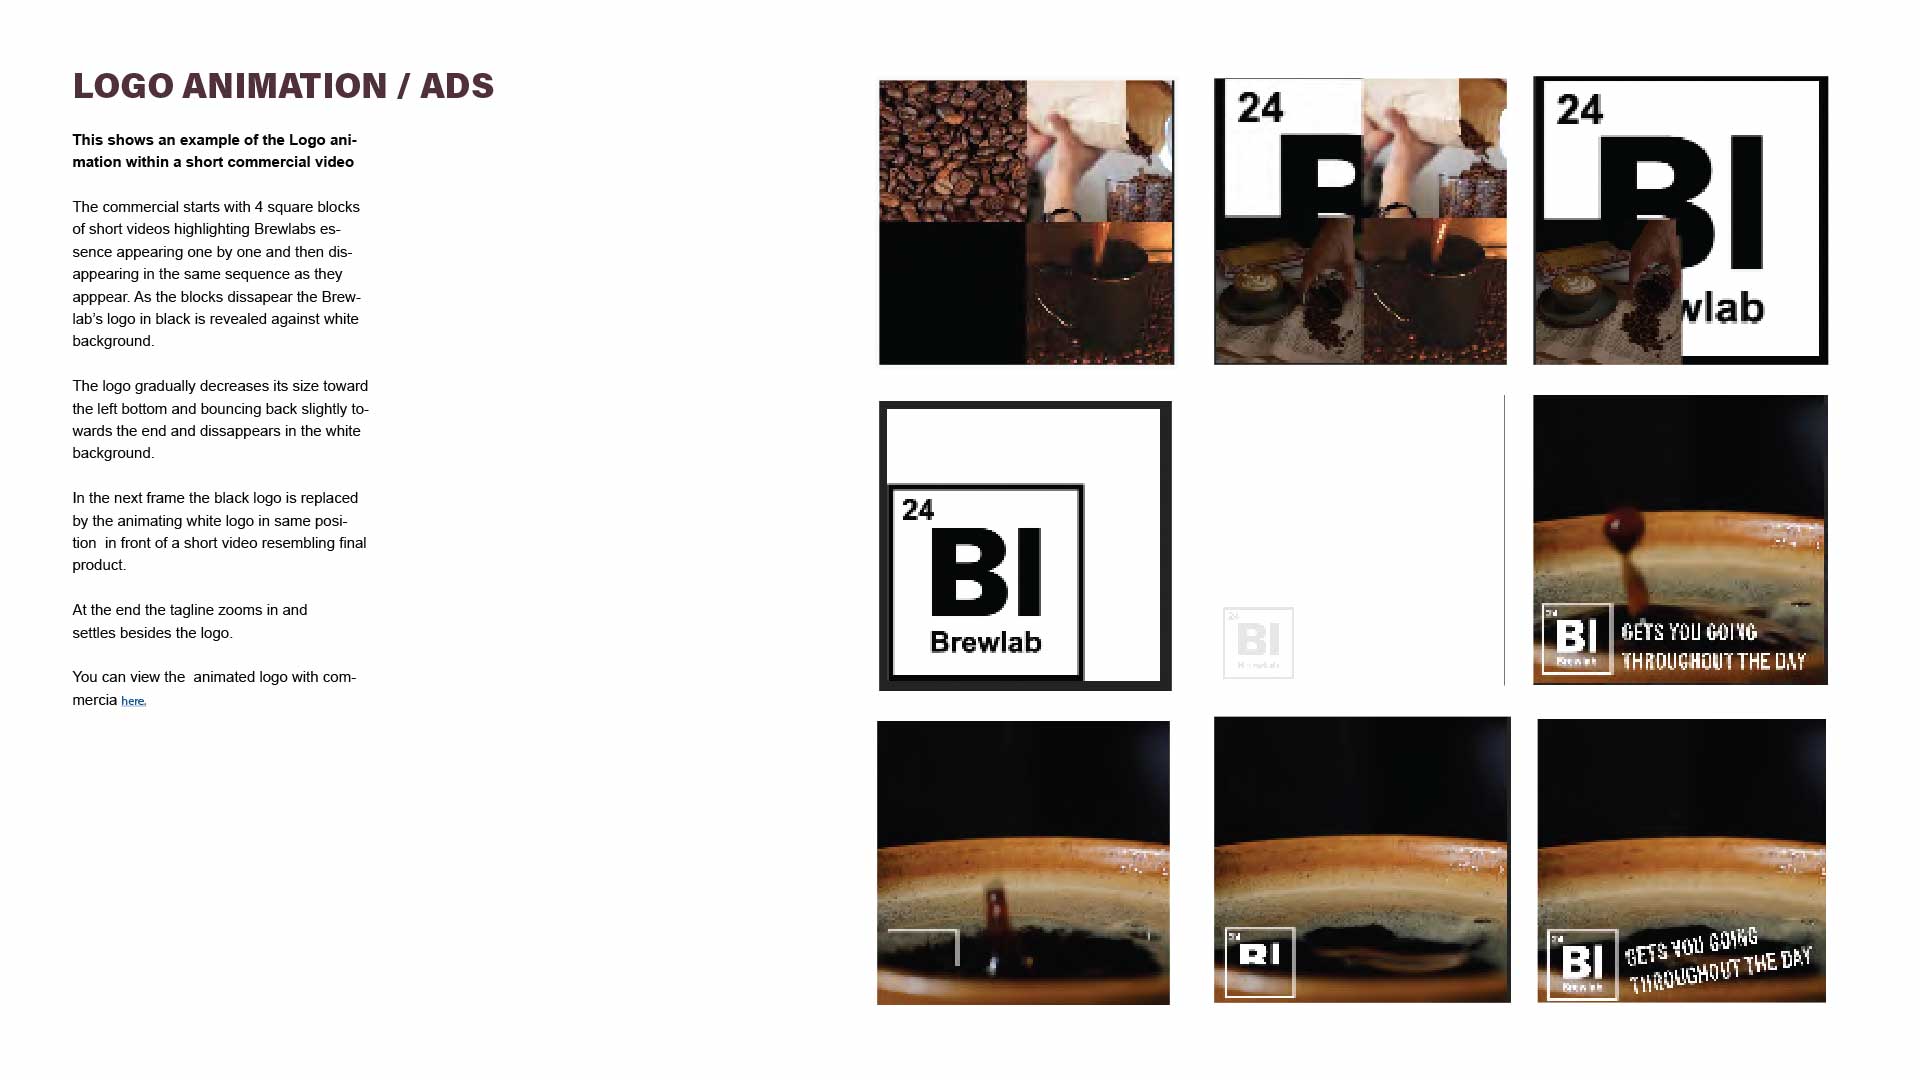 LOGO ANIMATION / ADS
This shows an example of the Logo ani-
mation within a short commercial video
The commercial starts with 4 square blocks
of short videos highlighting Brewlabs es-
sence appearing one by one and then dis-
appearing in the same sequence as they
apppear. As the blocks dissapear the Brew-
lab’s logo in black is revealed against white
background.
The logo gradually decreases its size toward
the left bottom and bouncing back slightly to-
wards the end and dissappears in the white
background.
In the next frame the black logo is replaced
by the animating white logo in same posi-
tion  in front of a short video resembling final
product.
At the end the tagline zooms in and
settles besides the logo.
You can view the  animated logo with com-
mercia here.
24
24
Bl
wlab
24
Bl
Brewlab
24
Bl
Brewlab
24
Bl
Brewlab
GETS YOU GOING
THROUGHOUT THE DAY
24
Bl
24
Bl
Brewlab
GETS YOU GOING
THROUGHOUT THE DAY